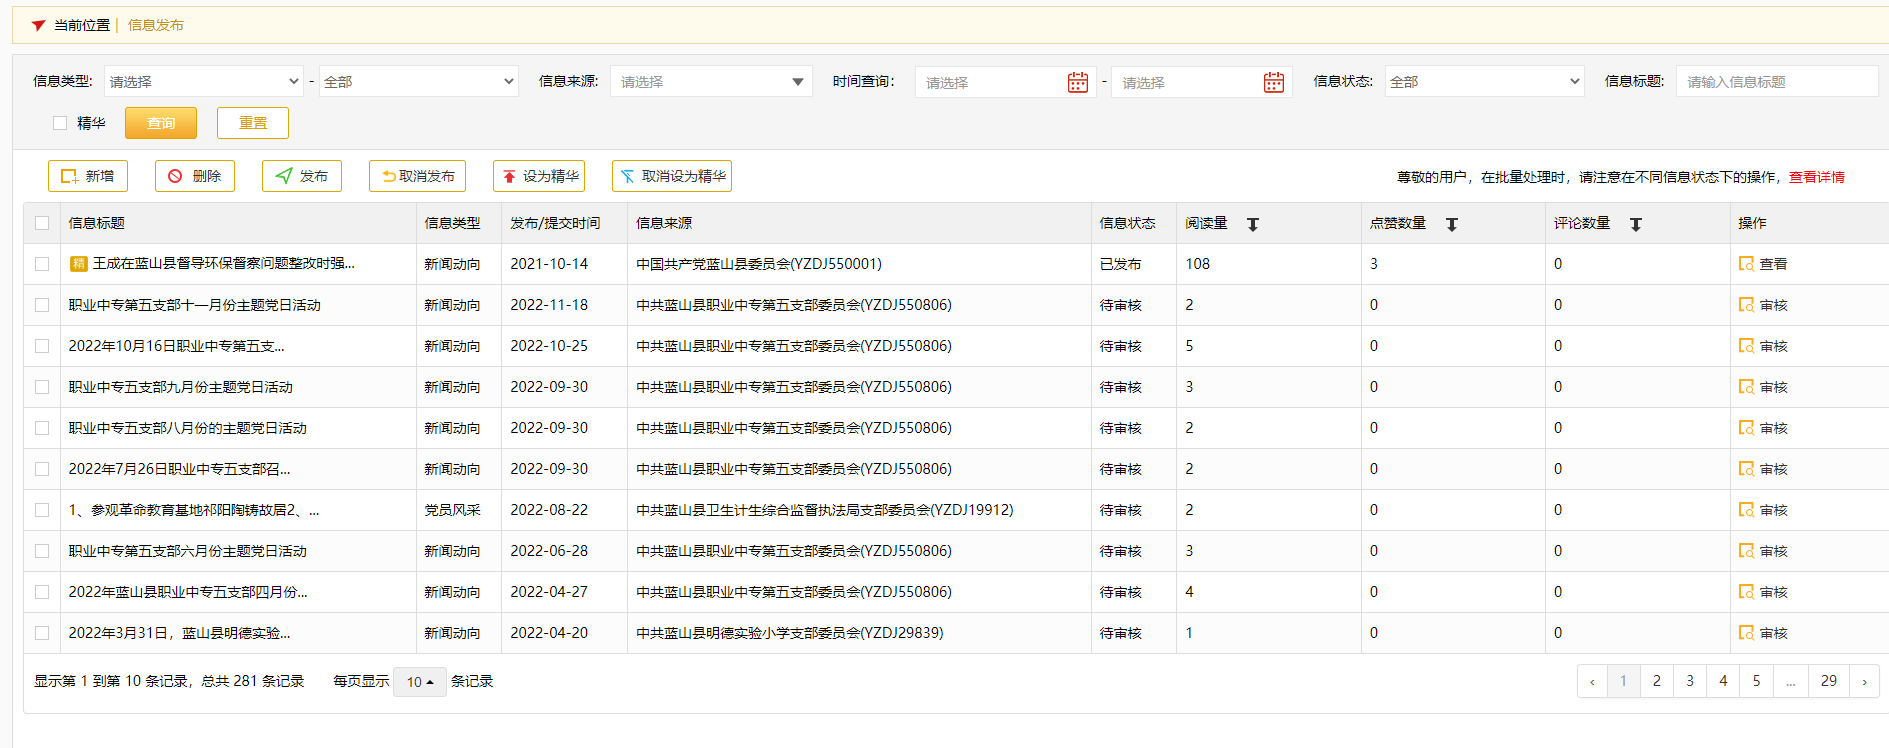 当前位置 | 信息发布
信息类型: 请选择 - 全部 信息来源: 请选择 时间查询： 请选择 - 请选择 信息状态: 全部 信息标题: 请输入信息标题
精华 查询 重置
新增 删除 发布 取消发布 设为精华 取消设为精华 尊敬的用户，在批量处理时，请注意在不同信息状态下的操作，查看详情
信息标题 信息类型 发布/提交时间 信息来源 信息状态 阅读量 点赞数量 评论数量 操作
精 王成在蓝山县督导环保督察问题整改时强... 新闻动向 2021-10-14 中国共产党蓝山县委员会(YZDJ550001) 已发布 108 3 0 查看
职业中专第五支部十一月份主题党日活动 新闻动向 2022-11-18 中共蓝山县职业中专第五支部委员会(YZDJ550806) 待审核 2 0 0 审核
2022年10月16日职业中专第五支... 新闻动向 2022-10-25 中共蓝山县职业中专第五支部委员会(YZDJ550806) 待审核 5 0 0 审核
职业中专五支部九月份主题党日活动 新闻动向 2022-09-30 中共蓝山县职业中专第五支部委员会(YZDJ550806) 待审核 3 0 0 审核
职业中专五支部八月份的主题党日活动 新闻动向 2022-09-30 中共蓝山县职业中专第五支部委员会(YZDJ550806) 待审核 2 0 0 审核
2022年7月26日职业中专五支部召... 新闻动向 2022-09-30 中共蓝山县职业中专第五支部委员会(YZDJ550806) 待审核 2 0 0 审核
1、参观革命教育基地祁阳陶铸故居2、... 党员风采 2022-08-22 中共蓝山县卫生计生综合监督执法局支部委员会(YZDJ19912) 待审核 2 0 0 审核
职业中专第五支部六月份主题党日活动 新闻动向 2022-06-28 中共蓝山县职业中专第五支部委员会(YZDJ550806) 待审核 3 0 0 审核
2022年蓝山县职业中专五支部四月份... 新闻动向 2022-04-27 中共蓝山县职业中专第五支部委员会(YZDJ550806) 待审核 4 0 0 审核
2022年3月31日，蓝山县明德实验... 新闻动向 2022-04-20 中共蓝山县明德实验小学支部委员会(YZDJ29839) 待审核 1 0 0 审核
显示第 1 到第 10 条记录，总共 281 条记录 每页显示 10 条记录 ‹ 1 2 3 4 5 ... 29 ›